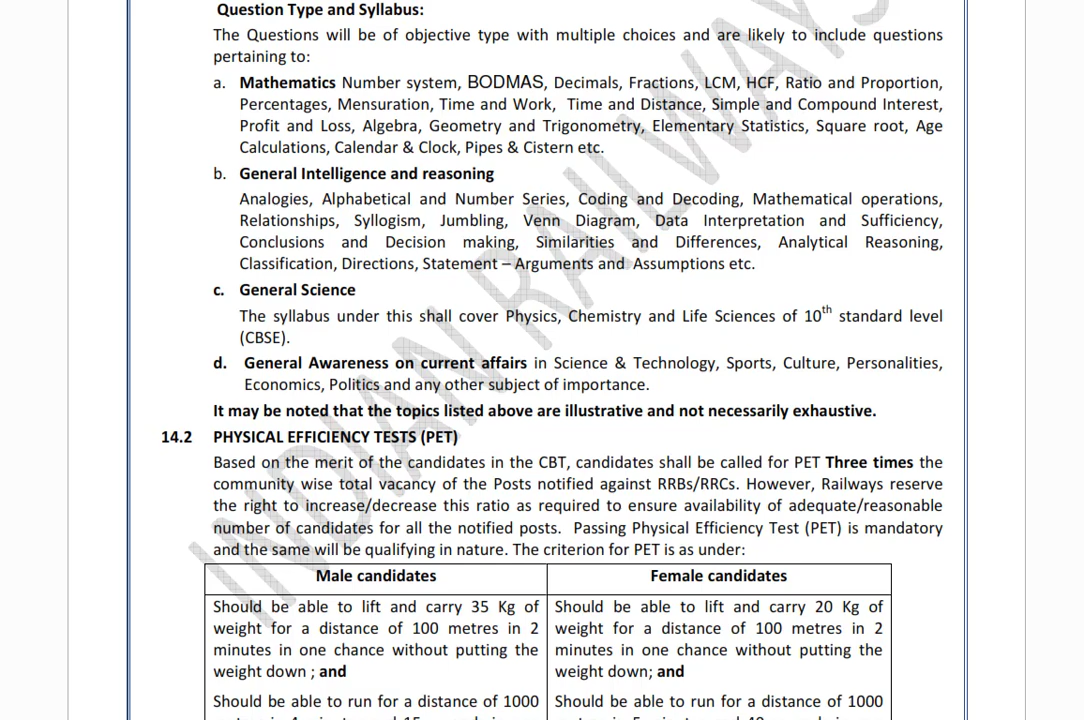 Question Type and Syllabus:
The Questions will be of objective type with multiple choices and are likely to include questions
pertaining to:
a. Mathematics Number system, BODMAS, Decimals, Fractions, LCM, HCF, Ratio and Proportion,
Percentages, Mensuration, Time and Work, Time and Distance, Simple and Compound Interest,
Profit and Loss, Algebra, Geometry and Trigonometry, Elementary Statistics, Square root, Age
Calculations, Calendar & Clock, Pipes & Cistern etc.
b. General Intelligence and reasoning
Analogies, Alphabetical and Number Series, Coding and Decoding, Mathematical operations,
Relationships, Syllogism, Jumbling, Venn Diagram, Data Interpretation and Sufficiency,
Conclusions and Decision making, Similarities and Differences, Analytical Reasoning,
Classification, Directions, Statement – Arguments and Assumptions etc.
c. General Science
The syllabus under this shall cover Physics, Chemistry and Life Sciences of 10th standard level
(CBSE).
d. General Awareness on current affairs in Science & Technology, Sports, Culture, Personalities,
Economics, Politics and any other subject of importance.
It may be noted that the topics listed above are illustrative and not necessarily exhaustive.
14.2 PHYSICAL EFFICIENCY TESTS (PET)
Based on the merit of the candidates in the CBT, candidates shall be called for PET Three times the
community wise total vacancy of the Posts notified against RRBs/RRCs. However, Railways reserve
the right to increase/decrease this ratio as required to ensure availability of adequate/reasonable
number of candidates for all the notified posts. Passing Physical Efficiency Test (PET) is mandatory
and the same will be qualifying in nature. The criterion for PET is as under:
Male candidates
Female candidates
Should be able to lift and carry 35 Kg of
weight for a distance of 100 metres in 2
minutes in one chance without putting the
weight down ; and
Should be able to lift and carry 20 Kg of
weight for a distance of 100 metres in 2
minutes in one chance without putting the
weight down; and
Should be able to run for a distance of 1000
Should be able to run for a distance of 1000
INDIAN RAILWAYS